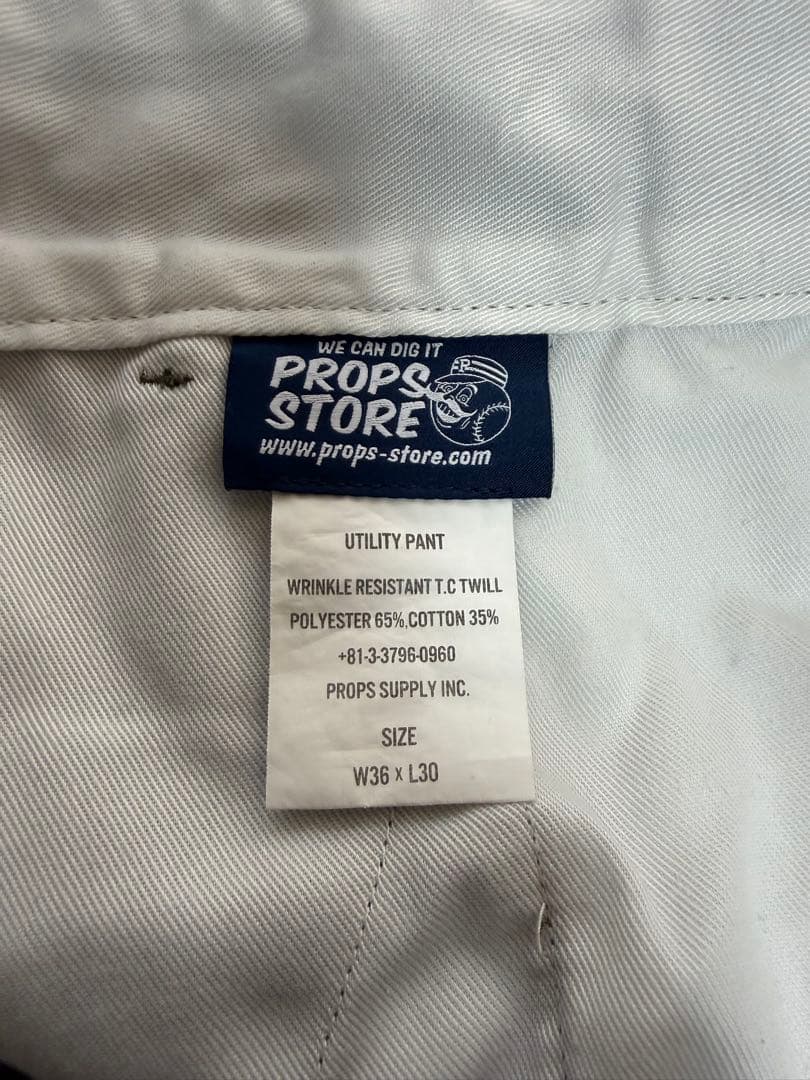 WE CAN DIG IT
PROPS
STORE
P
www.props-store.com
UTILITY PANT
WRINKLE RESISTANT T.C TWILL
POLYESTER 65%,COTTON 35%
+81-3-3796-0960
PROPS SUPPLY INC.
SIZE
W36 x L30